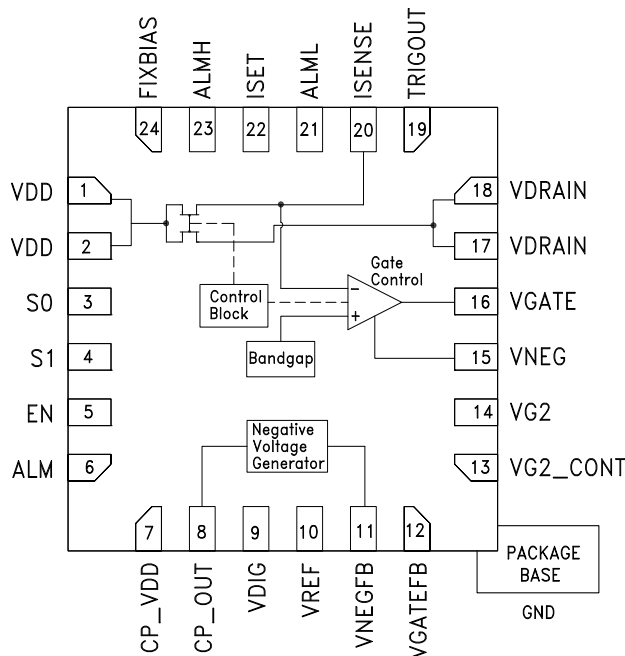 FIXBIAS
ALMH
ISET
ALML
ISENSE
TRIGOUT
24
23
22
21
20
19
VDD
1
18
VDRAIN
VDD
2
17
VDRAIN
S0
3
Control
Block
Gate
Control
−
+
16
VGATE
S1
4
Bandgap
15
VNEG
EN
5
14
VG2
ALM
6
Negative
Voltage
Generator
13
VG2_CONT
7
8
9
10
11
12
CP_VDD
CP_OUT
VDIG
VREF
VNEGFB
VGATEFB
PACKAGE
BASE
GND